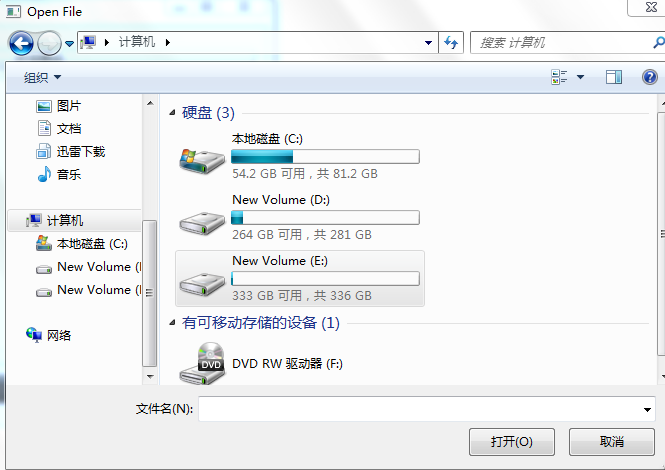 Open File
计算机
搜索 计算机
组织
图片
文档
迅雷下载
音乐
计算机
本地磁盘 (C:)
New Volume (
New Volume (
网络
硬盘 (3)
本地磁盘 (C:)
54.2 GB 可用，共 81.2 GB
New Volume (D:)
264 GB 可用，共 281 GB
New Volume (E:)
333 GB 可用，共 336 GB
有可移动存储的设备 (1)
DVD
DVD RW 驱动器 (F:)
文件名(N):
打开(O)
取消